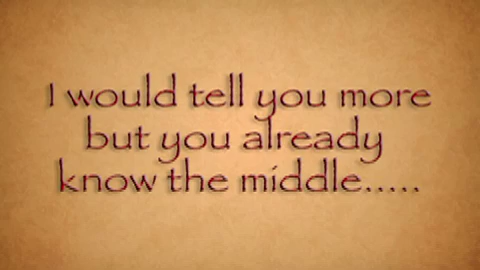 I would tell you more
but you already
know the middle.....